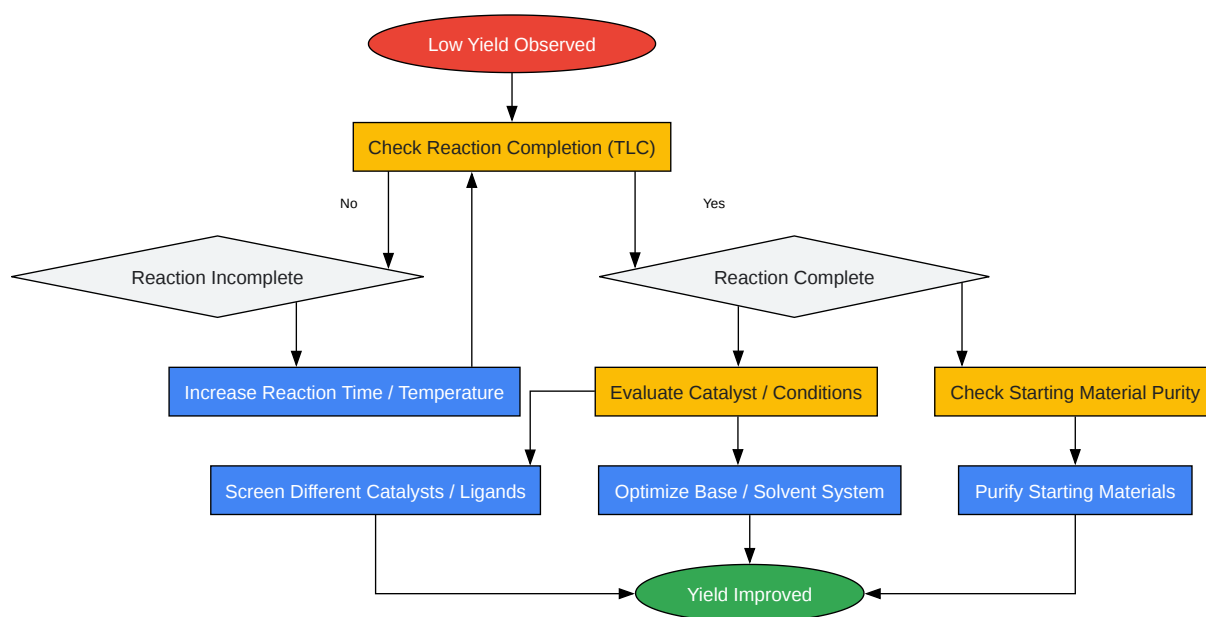 Low Yield Observed
Check Reaction Completion (TLC)
No
Yes
Reaction Incomplete
Reaction Complete
Increase Reaction Time / Temperature
Evaluate Catalyst / Conditions
Check Starting Material Purity
Screen Different Catalysts / Ligands
Optimize Base / Solvent System
Purify Starting Materials
Yield Improved